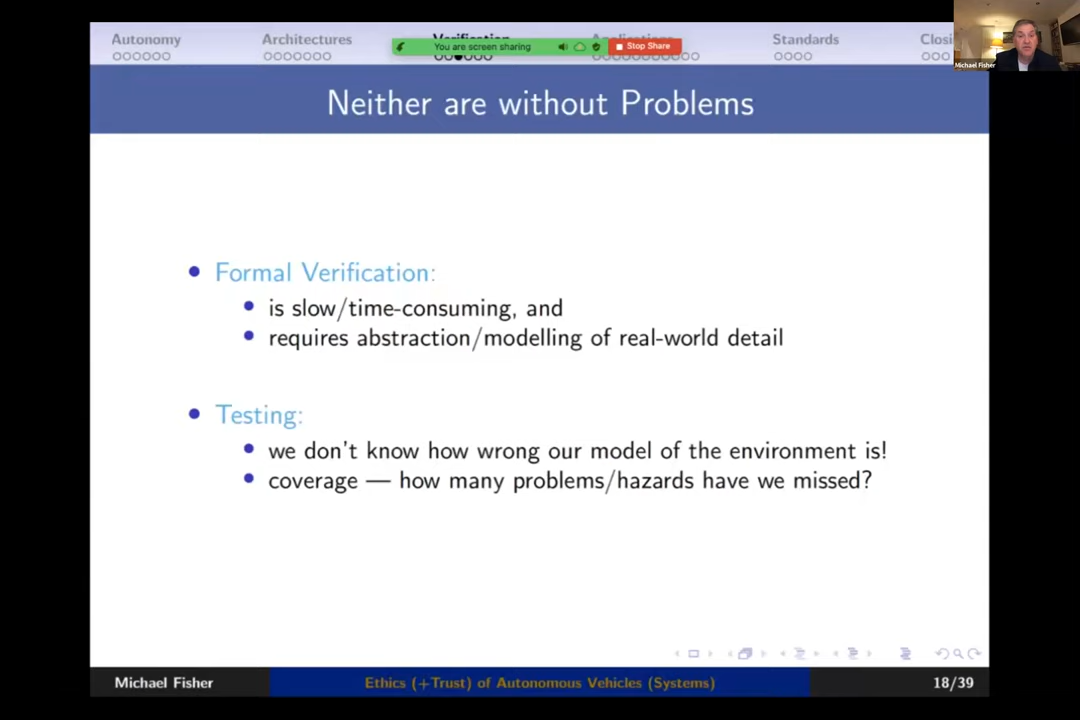 Autonomy
Architectures
Verification
Applications
Standards
Closi
You are screen sharing
Stop Share
Michael Fisher
Neither are without Problems
Formal Verification:
is slow/time-consuming, and
requires abstraction/modelling of real-world detail
Testing:
we don't know how wrong our model of the environment is!
coverage — how many problems/hazards have we missed?
Michael Fisher
Ethics (+Trust) of Autonomous Vehicles (Systems)
18/39